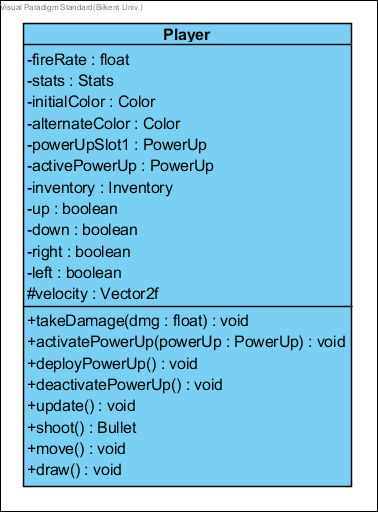 Visual Paradigm Standard(Bilkent Univ.)
Player
-fireRate : float
-stats : Stats
-initialColor : Color
-alternateColor : Color
-powerUpSlot1 : PowerUp
-activePowerUp : PowerUp
-inventory : Inventory
-up : boolean
-down : boolean
-right : boolean
-left : boolean
#velocity : Vector2f
+takeDamage(dmg : float) : void
+activatePowerUp(powerUp : PowerUp) : void
+deployPowerUp() : void
+deactivatePowerUp() : void
+update() : void
+shoot() : Bullet
+move() : void
+draw() : void